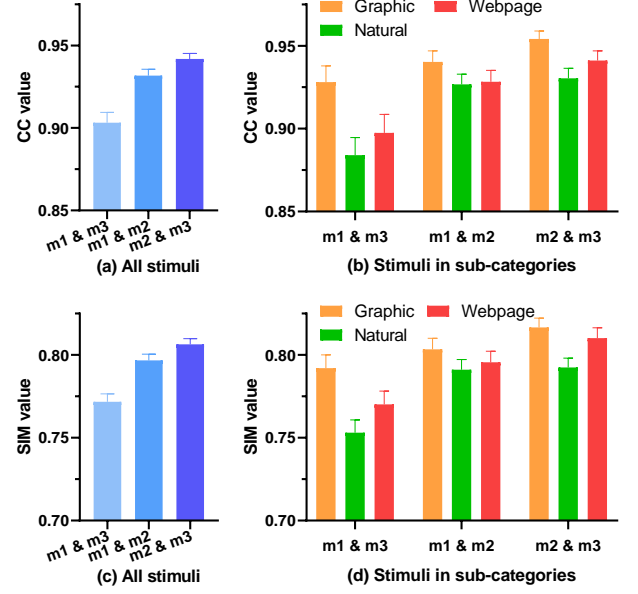 CC value
0.95
0.90
0.85
m1 & m3
m1 & m2
m2 & m3
(a) All stimuli
Graphic
Webpage
Natural
CC value
0.95
0.90
0.85
m1 & m3
m1 & m2
m2 & m3
(b) Stimuli in sub-categories
SIM value
0.80
0.75
0.70
m1 & m3
m1 & m2
m2 & m3
(c) All stimuli
Graphic
Webpage
Natural
SIM value
0.80
0.75
0.70
m1 & m3
m1 & m2
m2 & m3
(d) Stimuli in sub-categories